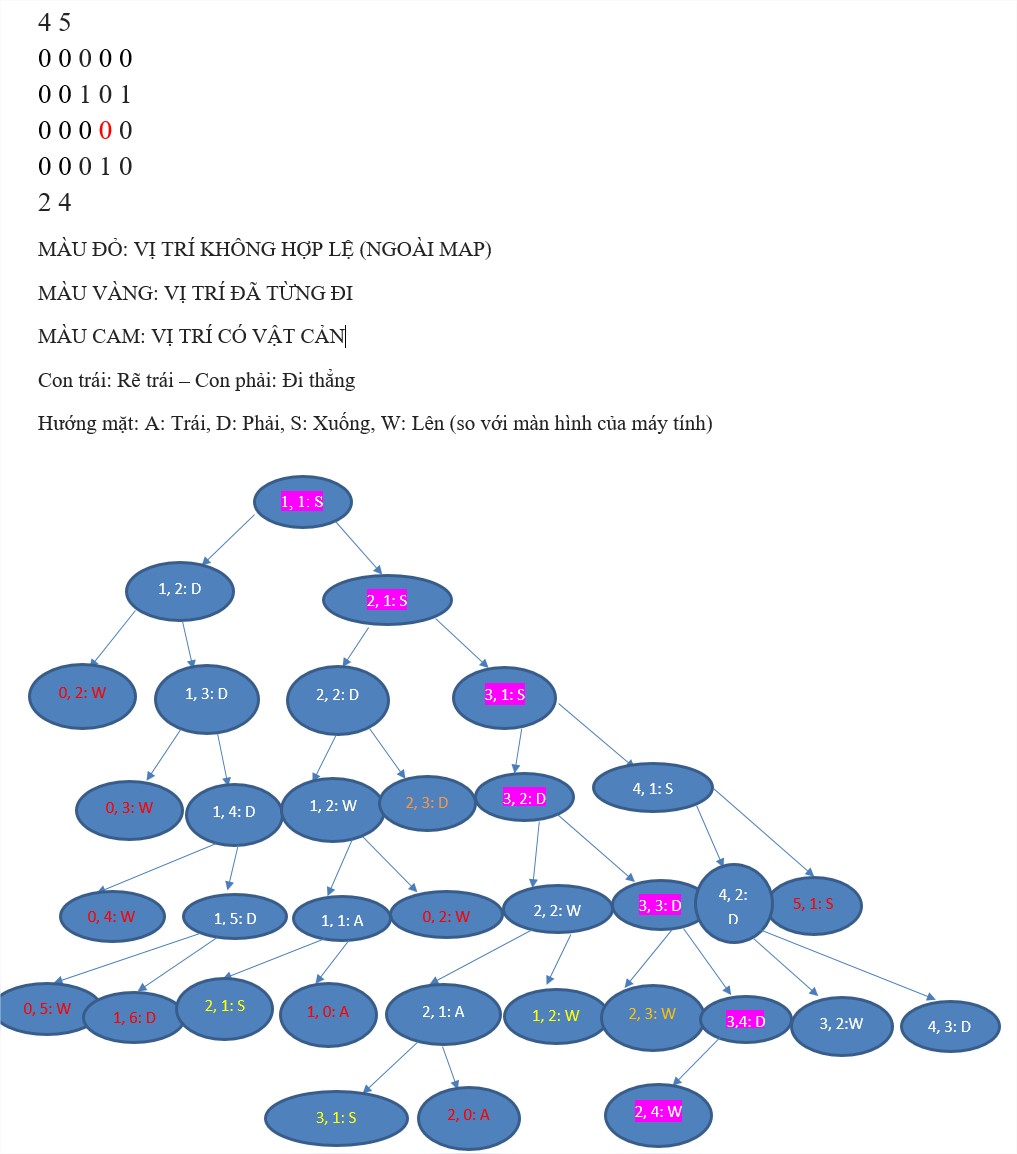 4 5
0 0 0 0 0
0 0 1 0 1
0 0 0 0 0
0 0 0 1 0
2 4
MÀU ĐỎ: VỊ TRÍ KHÔNG HỢP LỆ (NGOÀI MAP)
MÀU VÀNG: VỊ TRÍ ĐÃ TỪNG ĐI
MÀU CAM: VỊ TRÍ CÓ VẬT CẢN
Con trái: Rẽ trái – Con phải: Đi thẳng
Hướng mặt: A: Trái, D: Phải, S: Xuống, W: Lên (so với màn hình của máy tính)
1, 1: S
1, 2: D
2, 1: S
0, 2: W
1, 3: D
2, 2: D
3, 1: S
0, 3: W
1, 4: D
1, 2: W
2, 3: D
3, 2: D
4, 1: S
0, 4: W
1, 5: D
1, 1: A
0, 2: W
2, 2: W
3, 3: D
4, 2:
D
5, 1: S
0, 5: W
1, 6: D
2, 1: S
1, 0: A
2, 1: A
1, 2: W
2, 3: W
3,4: D
3, 2:W
4, 3: D
3, 1: S
2, 0: A
2, 4: W